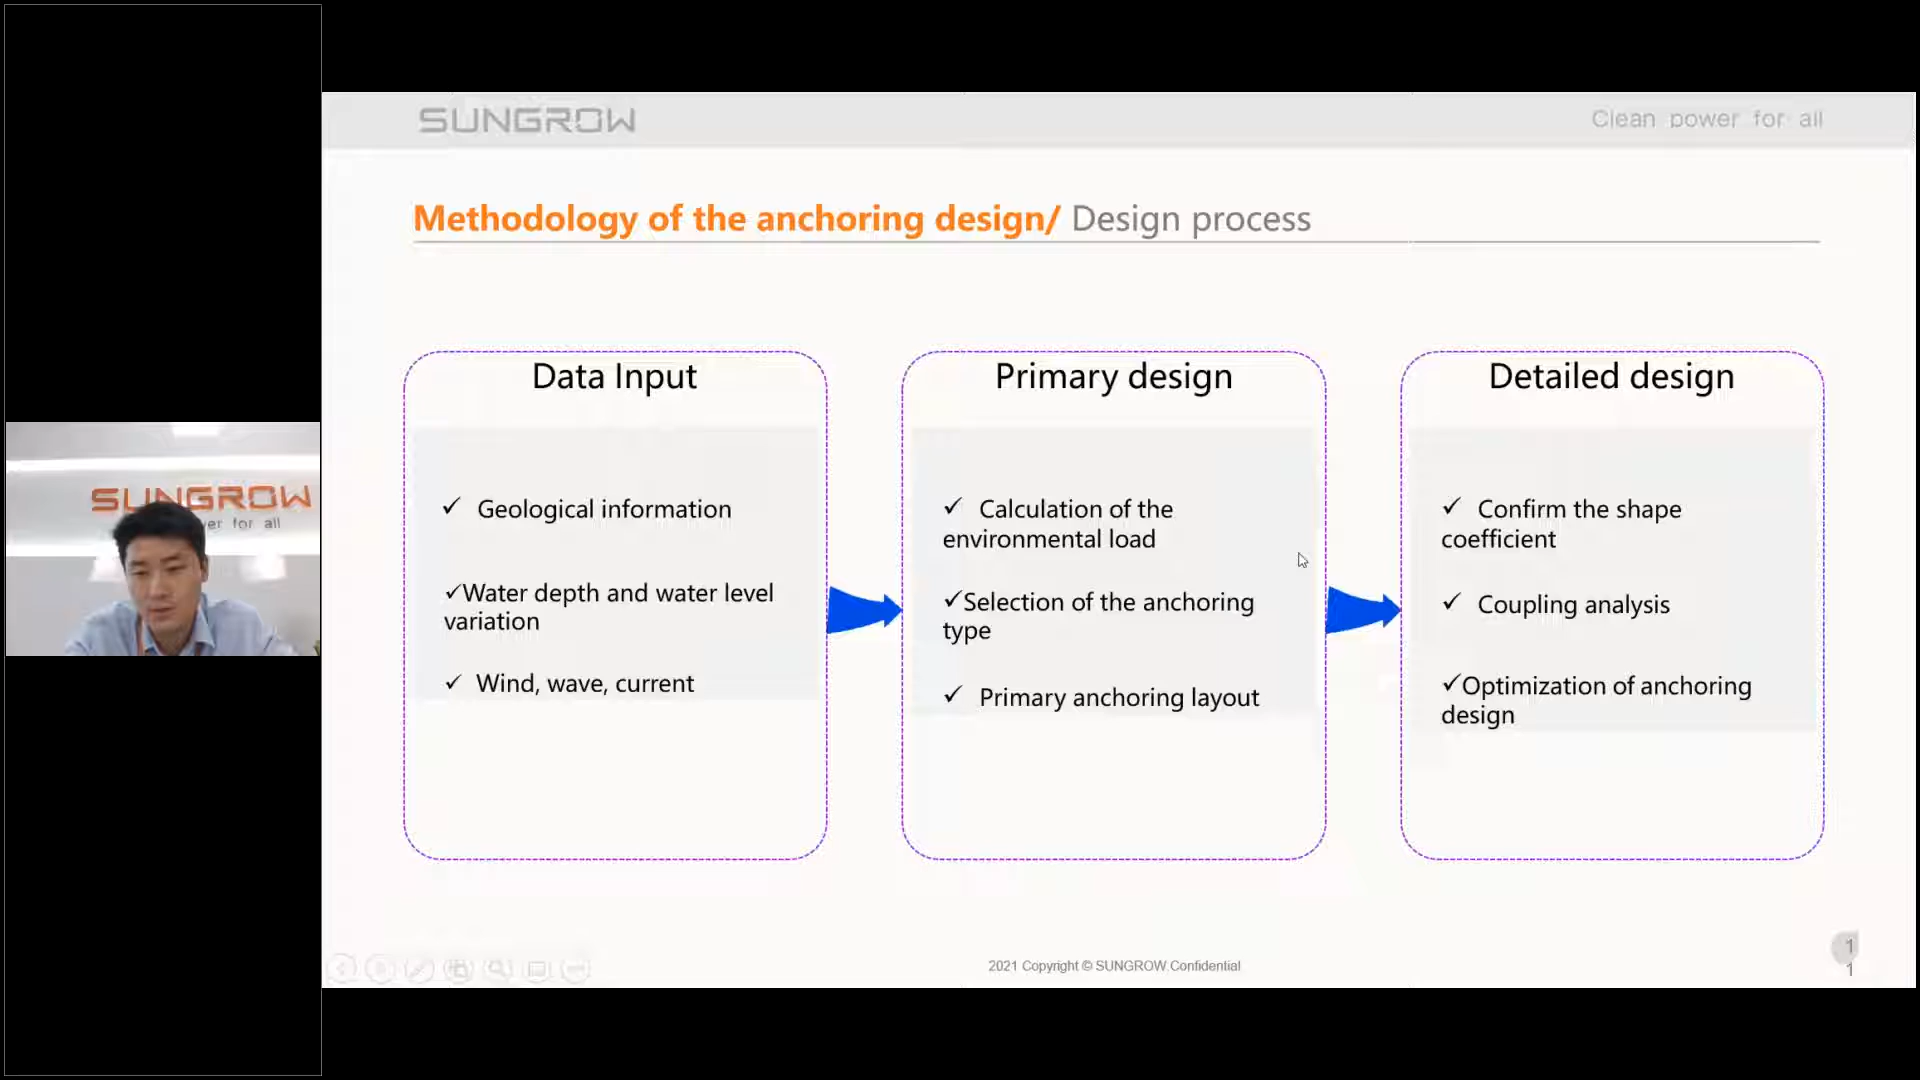 SUNGROW
Clean power for all
Methodology of the anchoring design/ Design process
Data Input
✓ Geological information
✓Water depth and water level
variation
✓ Wind, wave, current
Primary design
✓ Calculation of the
environmental load
✓Selection of the anchoring
type
✓ Primary anchoring layout
Detailed design
✓ Confirm the shape
coefficient
✓ Coupling analysis
✓Optimization of anchoring
design
2021 Copyright © SUNGROW Confidential
1
1
SUNGROW
for all